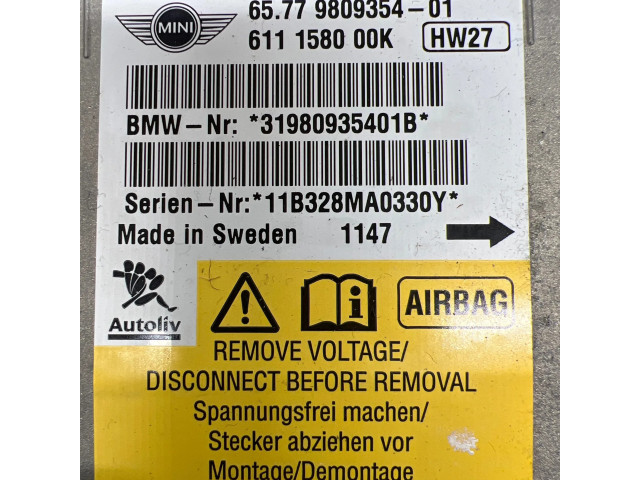 MINI
65.77 9809354-01
611 1580 00K HW27
BMW-Nr: *31980935401B*
Serien-Nr:*11B328MA0330Y*
Made in Sweden 1147
Autoliv
AIRBAG
REMOVE VOLTAGE/
DISCONNECT BEFORE REMOVAL
Spannungsfrei machen/
Stecker abziehen vor
Montage/Demontage